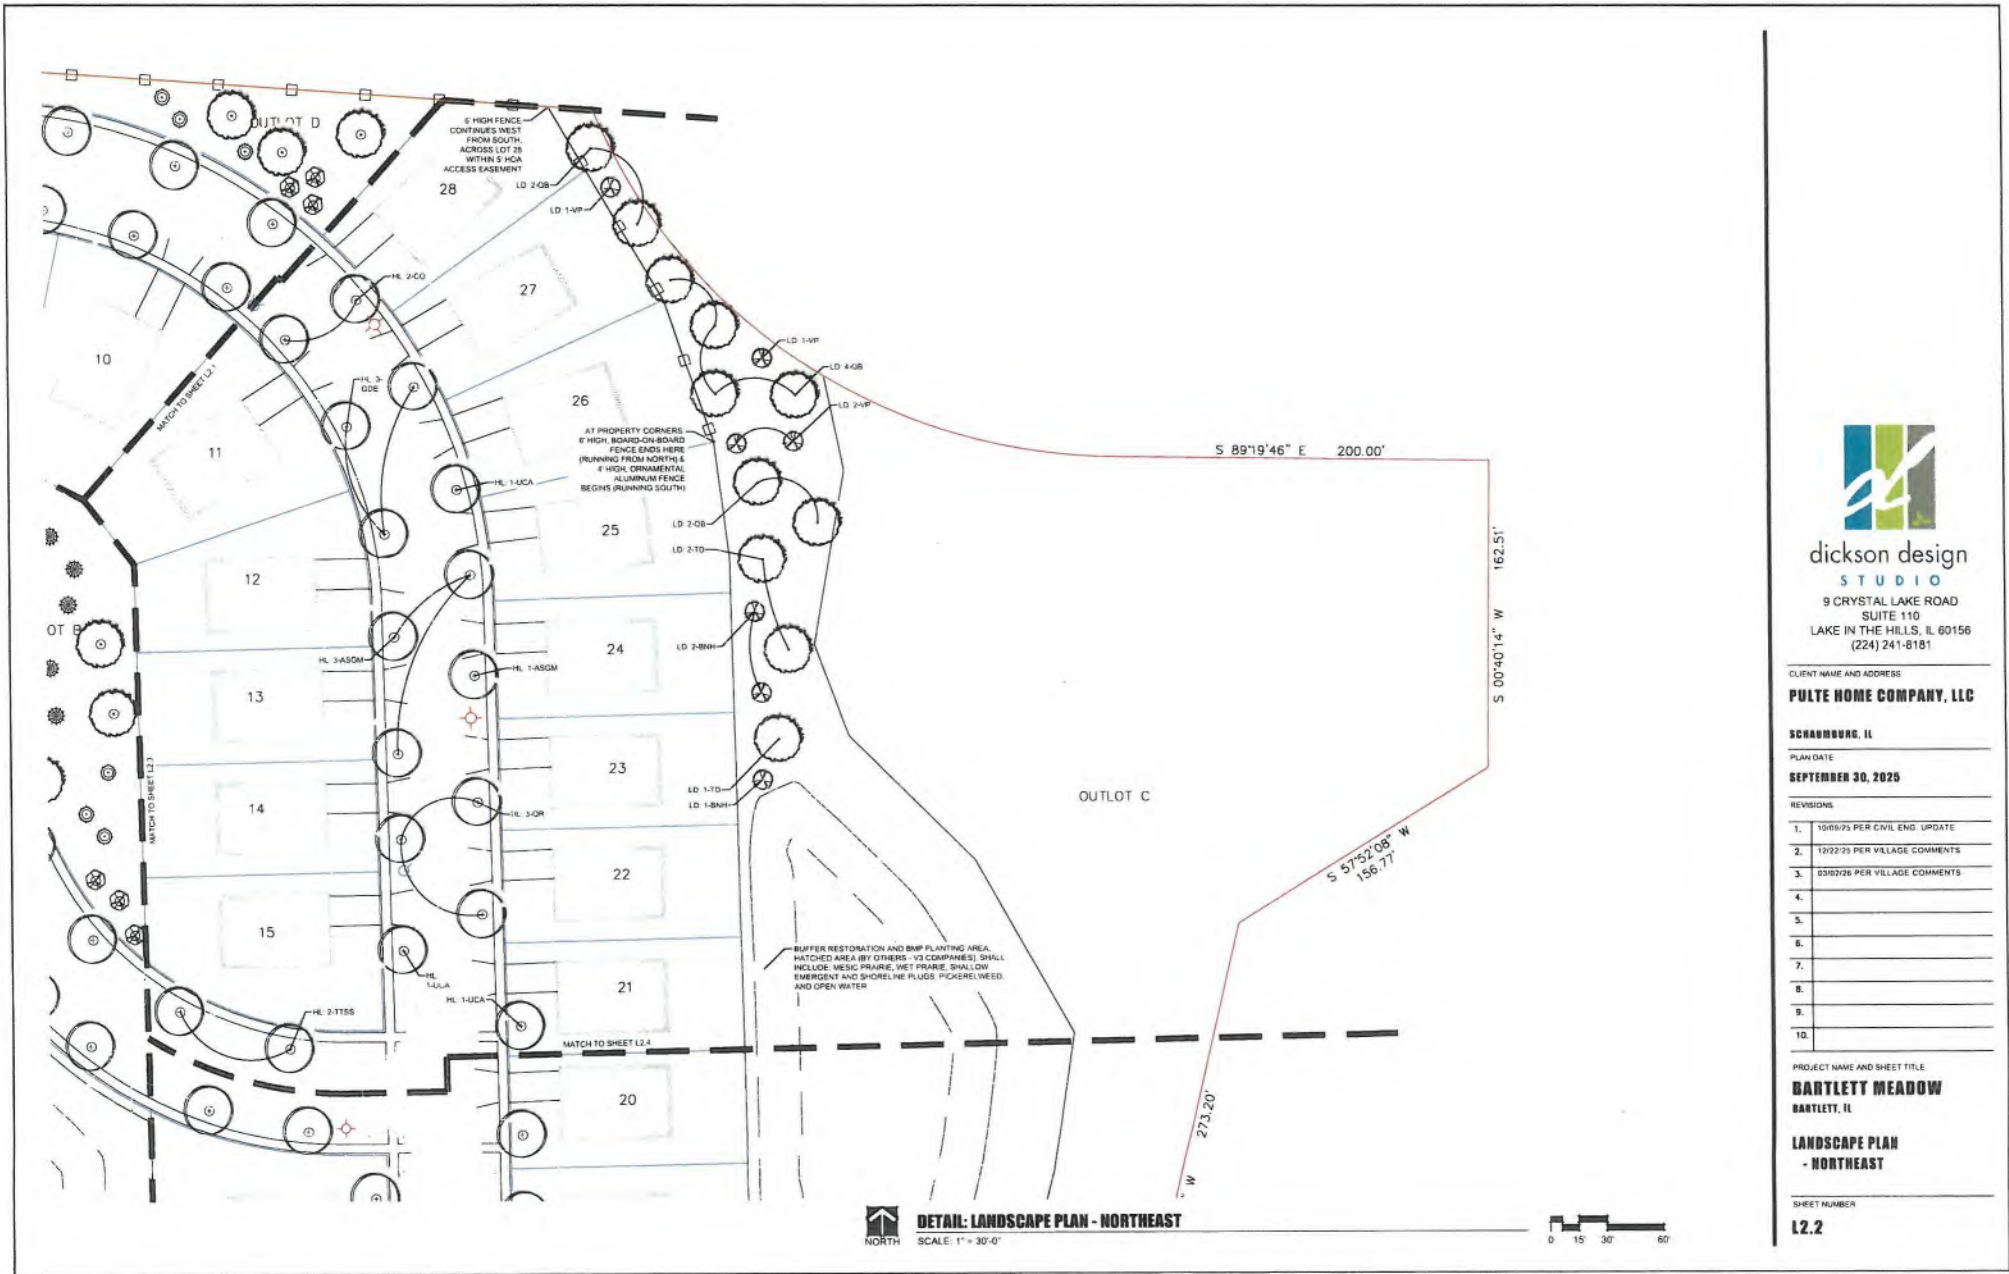 OUTLOT D
6' HIGH FENCE
CONTINUES WEST
FROM SOUTH,
ACROSS LOT 28
WITHIN 5' HOA
ACCESS EASEMENT
28
LD: 2-QB
LD: 1-VP
27
HL: 2-CO
10
MATCH TO SHEET L2.1
HL: 3-
GDE
11
26
LD: 1-VP
LD: 4-QB
LD: 2-VP
AT PROPERTY CORNERS
6' HIGH, BOARD-ON-BOARD
FENCE ENDS HERE
(RUNNING FROM NORTH) &
4' HIGH, ORNAMENTAL
ALUMINUM FENCE
BEGINS (RUNNING SOUTH)
S 89°19'46" E 200.00'
HL: 1-UCA
25
LD: 2-QB
LD: 2-TD
S 00°40'14" W 162.51'
12
OT B
24
LD: 2-BNH
HL: 3-ASGM
HL: 1-ASGM
13
23
MATCH TO SHEET L2.3
LD: 1-TD
LD: 1-BNH
OUTLOT C
14
HL: 3-QR
22
S 57°52'08" W
156.77'
15
BUFFER RESTORATION AND BMP PLANTING AREA,
HATCHED AREA (BY OTHERS - V3 COMPANIES) SHALL
INCLUDE: MESIC PRAIRIE, WET PRARIE, SHALLOW
EMERGENT AND SHORELINE PLUGS, PICKERELWEED,
AND OPEN WATER
HL:
1-UCA
21
HL: 1-UCA
HL: 2-TTSS
MATCH TO SHEET L2.4
20
273.20'
" W
NORTH
DETAIL: LANDSCAPE PLAN - NORTHEAST
SCALE: 1" = 30'-0"
0 15' 30' 60'
dickson design
STUDIO
9 CRYSTAL LAKE ROAD
SUITE 110
LAKE IN THE HILLS, IL 60156
(224) 241-8181
CLIENT NAME AND ADDRESS
PULTE HOME COMPANY, LLC
SCHAUMBURG, IL
PLAN DATE
SEPTEMBER 30, 2025
REVISIONS
1. 10/09/25 PER CIVIL ENG. UPDATE
2. 12/22/25 PER VILLAGE COMMENTS
3. 03/02/26 PER VILLAGE COMMENTS
4.
5.
6.
7.
8.
9.
10.
PROJECT NAME AND SHEET TITLE
BARTLETT MEADOW
BARTLETT, IL
LANDSCAPE PLAN
- NORTHEAST
SHEET NUMBER
L2.2